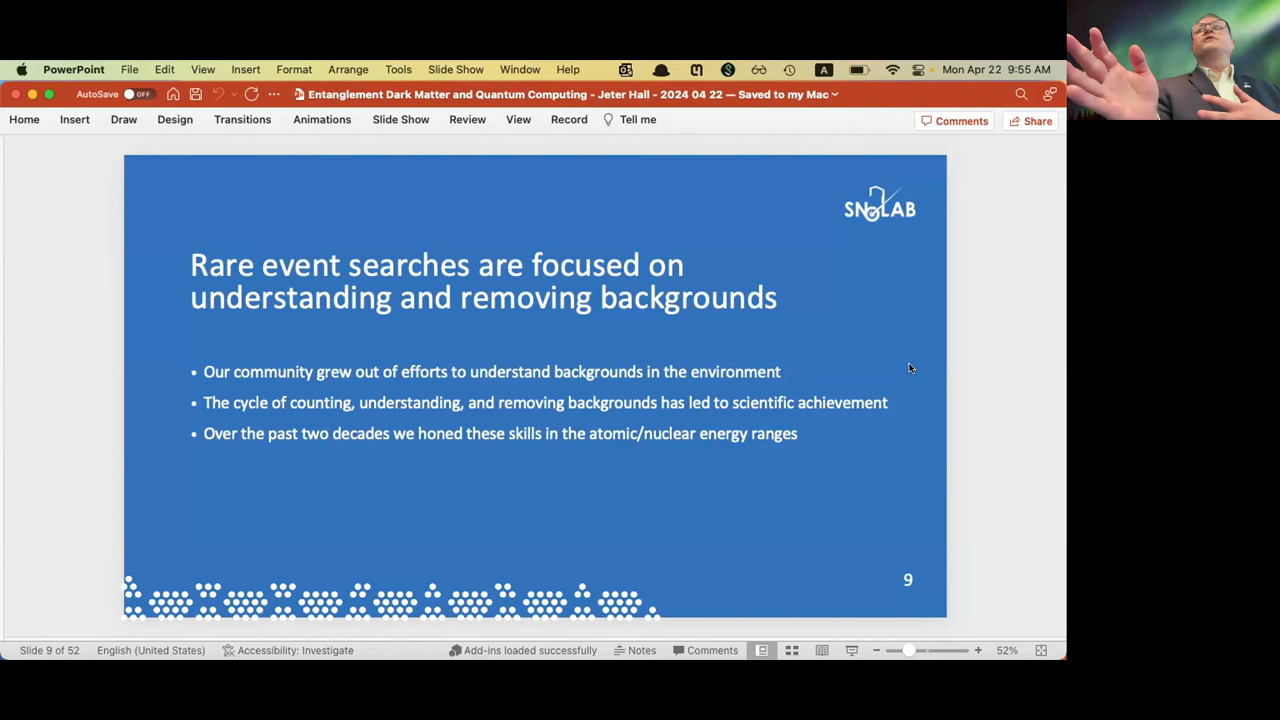 PowerPoint File Edit View Insert Format Arrange Tools Slide Show Window Help A Mon Apr 22 9:55 AM
AutoSave OFF Entanglement Dark Matter and Quantum Computing - Jeter Hall - 2024 04 22 — Saved to my Mac
Home Insert Draw Design Transitions Animations Slide Show Review View Record Tell me Comments Share
SNOLAB
Rare event searches are focused on
understanding and removing backgrounds
• Our community grew out of efforts to understand backgrounds in the environment
• The cycle of counting, understanding, and removing backgrounds has led to scientific achievement
• Over the past two decades we honed these skills in the atomic/nuclear energy ranges
9
Slide 9 of 52 English (United States) Accessibility: Investigate Add-ins loaded successfully Notes Comments 52%